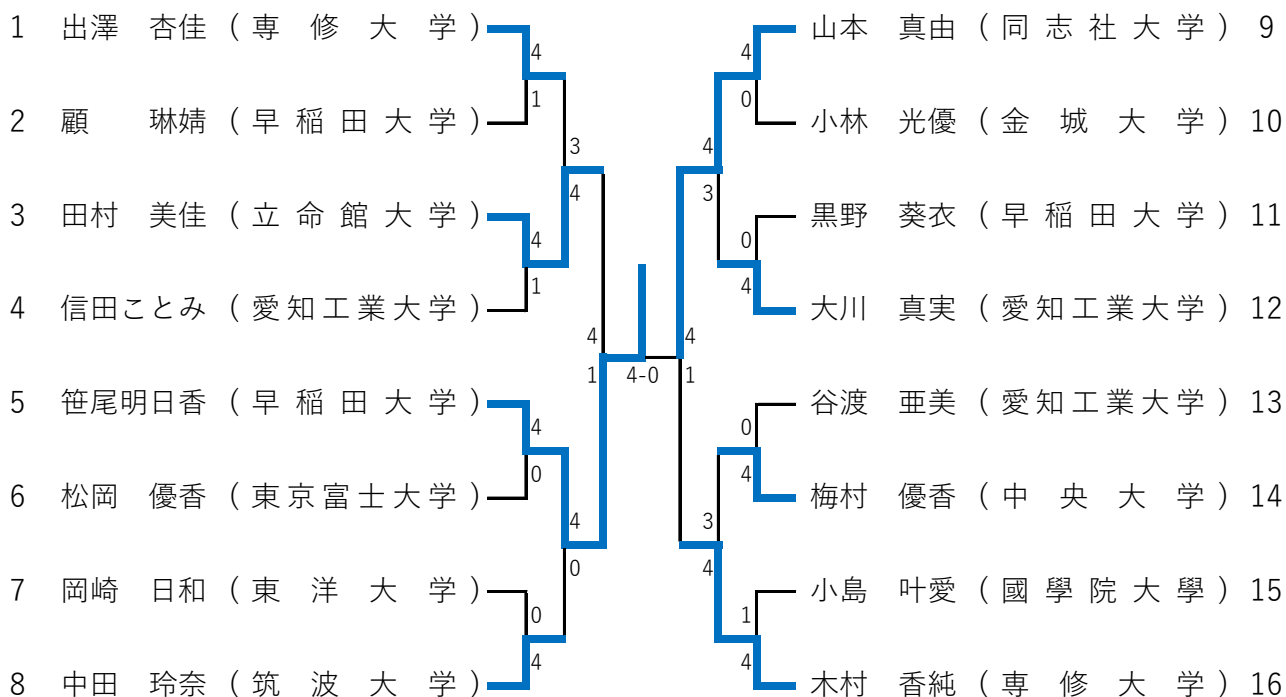 1 出澤 杏佳 ( 専 修 大 学 ) 山本 真由 ( 同 志 社 大 学 ) 9
4 4
1 0
2 顧 琳婧 ( 早 稲 田 大 学 ) 小林 光優 ( 金 城 大 学 ) 10
3 4
4 3
3 田村 美佳 ( 立 命 館 大 学 ) 黒野 葵衣 ( 早 稲 田 大 学 ) 11
4 0
1 4
4 信田ことみ ( 愛 知 工 業 大 学 ) 大川 真実 ( 愛 知 工 業 大 学 ) 12
4 4
1 4-0 1
5 笹尾明日香 ( 早 稲 田 大 学 ) 谷渡 亜美 ( 愛 知 工 業 大 学 ) 13
4 0
0 4
6 松岡 優香 ( 東 京 富 士 大 学 ) 梅村 優香 ( 中 央 大 学 ) 14
4 3
0 4
7 岡崎 日和 ( 東 洋 大 学 ) 小島 叶愛 ( 國 學 院 大 學 ) 15
0 1
4 4
8 中田 玲奈 ( 筑 波 大 学 ) 木村 香純 ( 専 修 大 学 ) 16